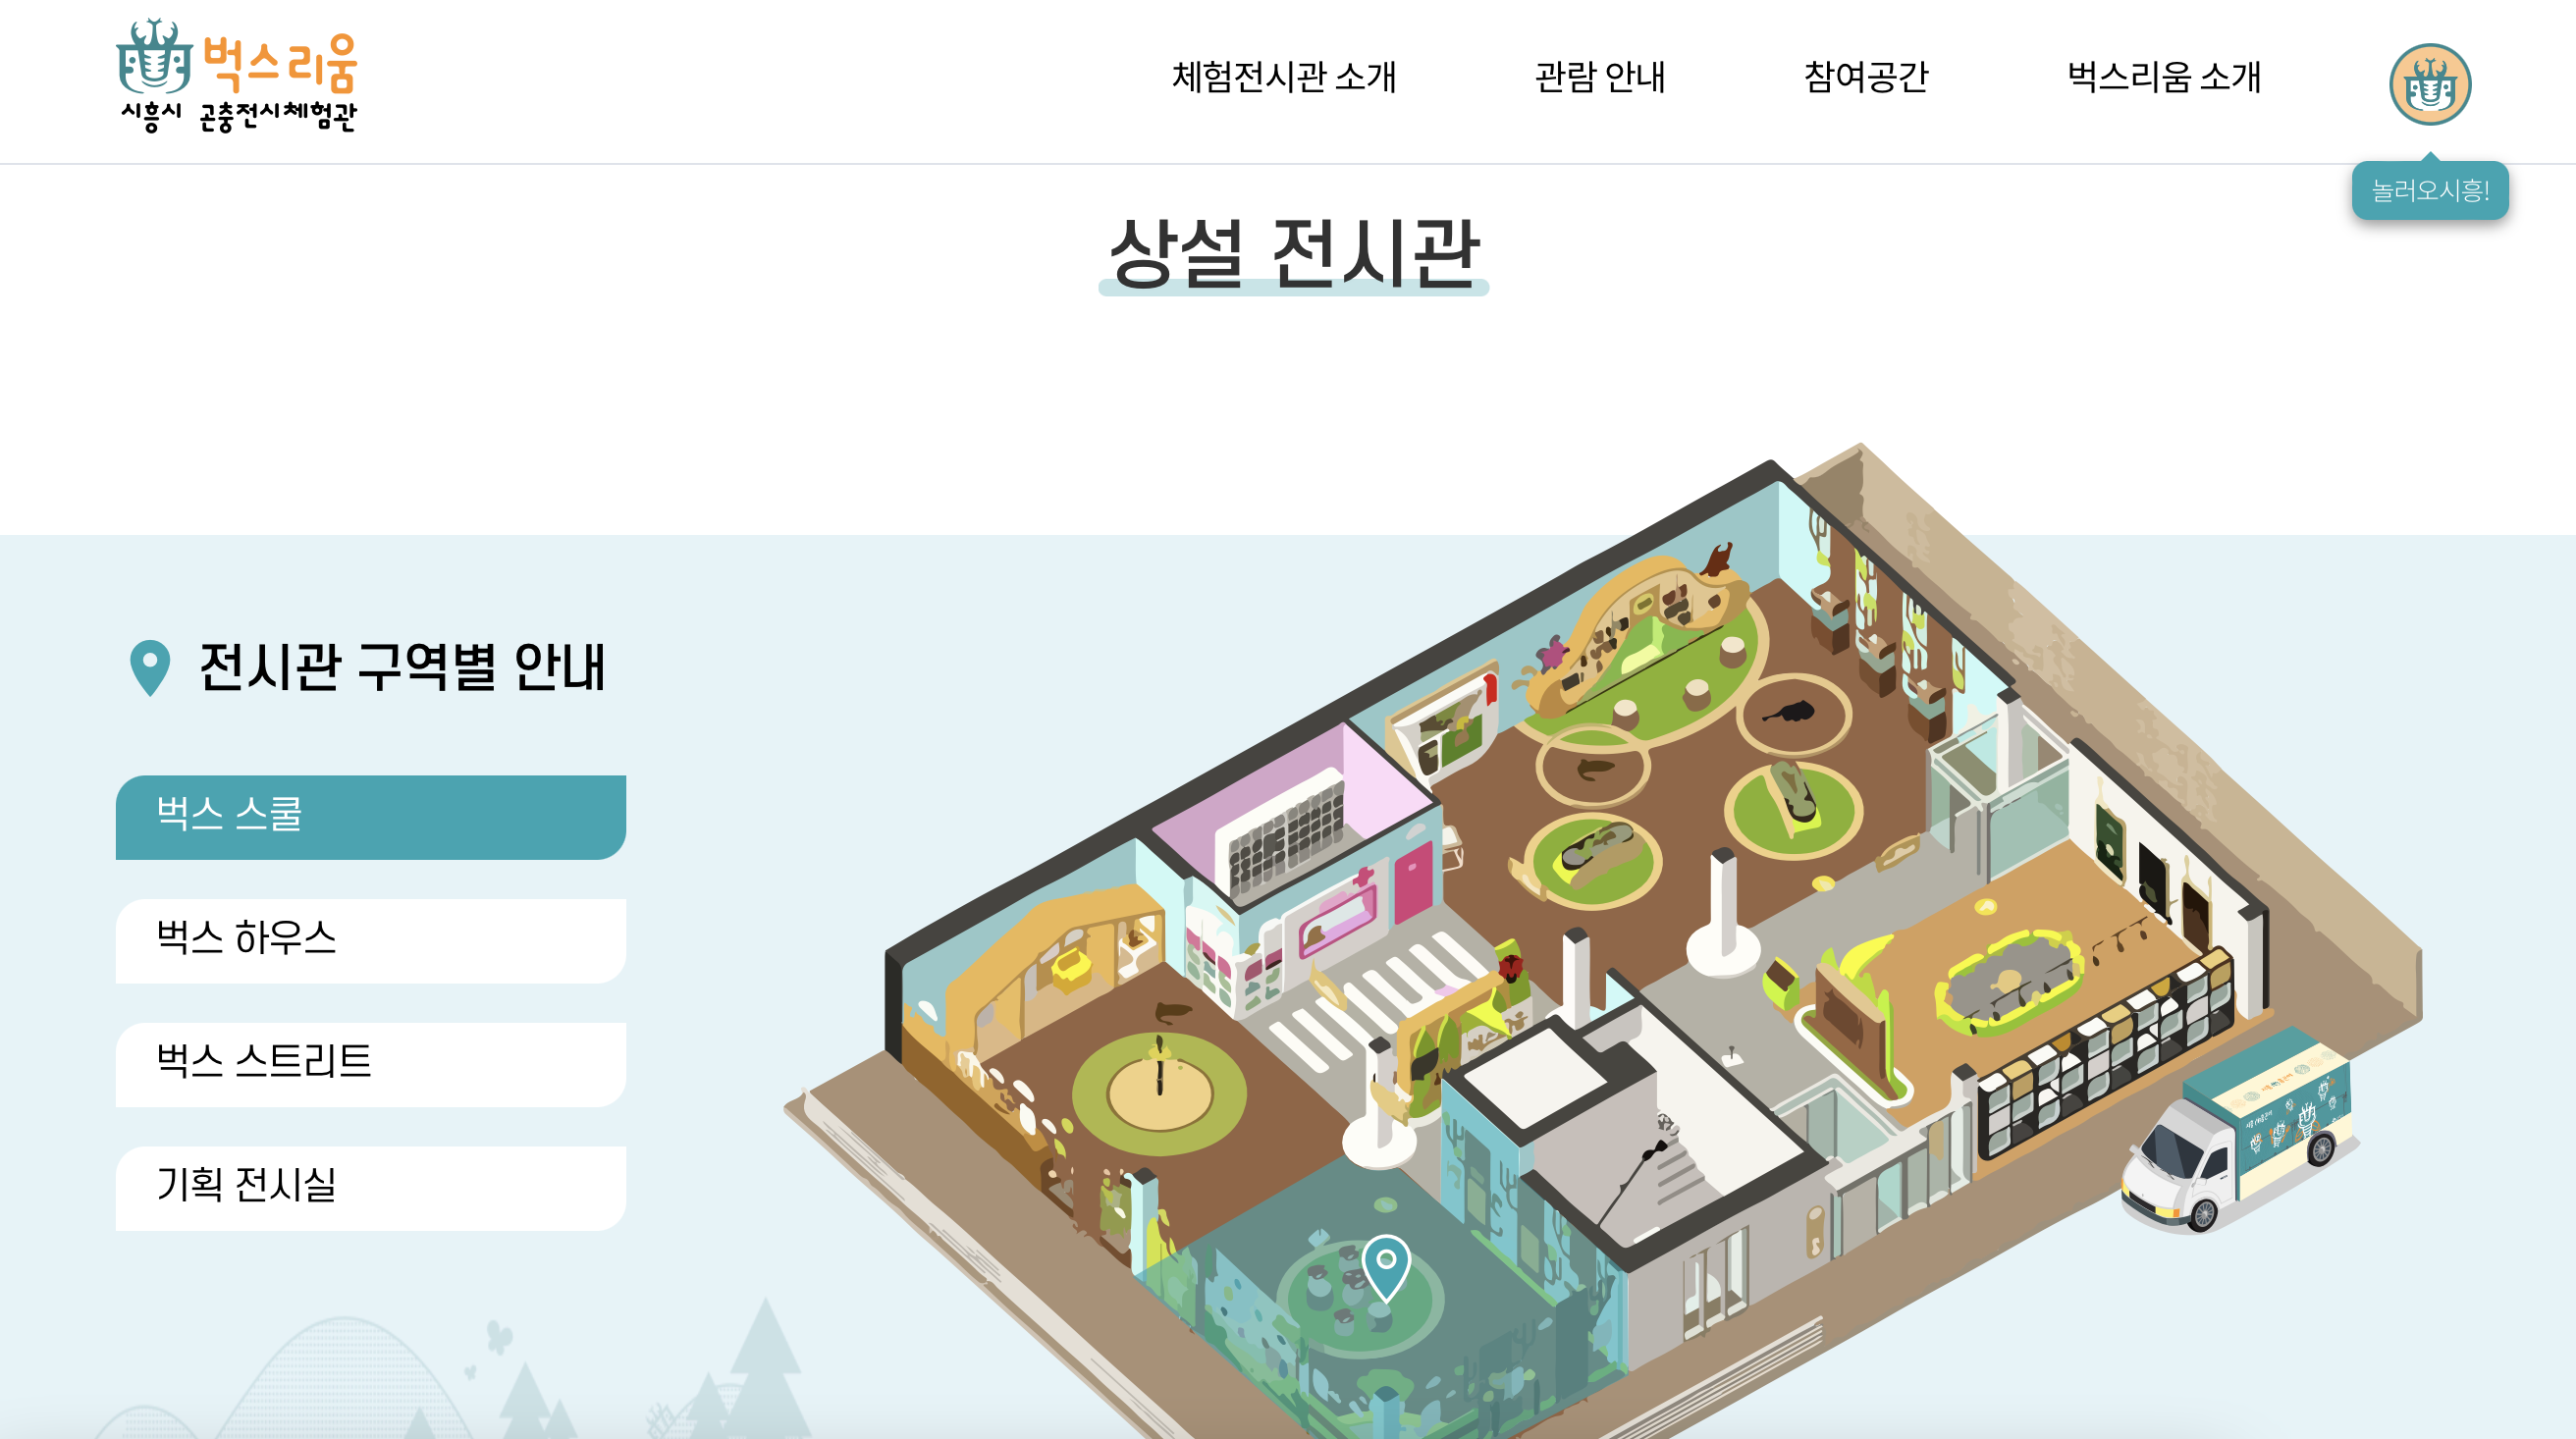 벅스리움
시흥시 곤충전시체험관
체험전시관 소개
관람 안내
참여공간
벅스리움 소개
놀러오시흥!
상설 전시관
전시관 구역별 안내
벅스 스쿨
벅스 하우스
벅스 스트리트
기획 전시실